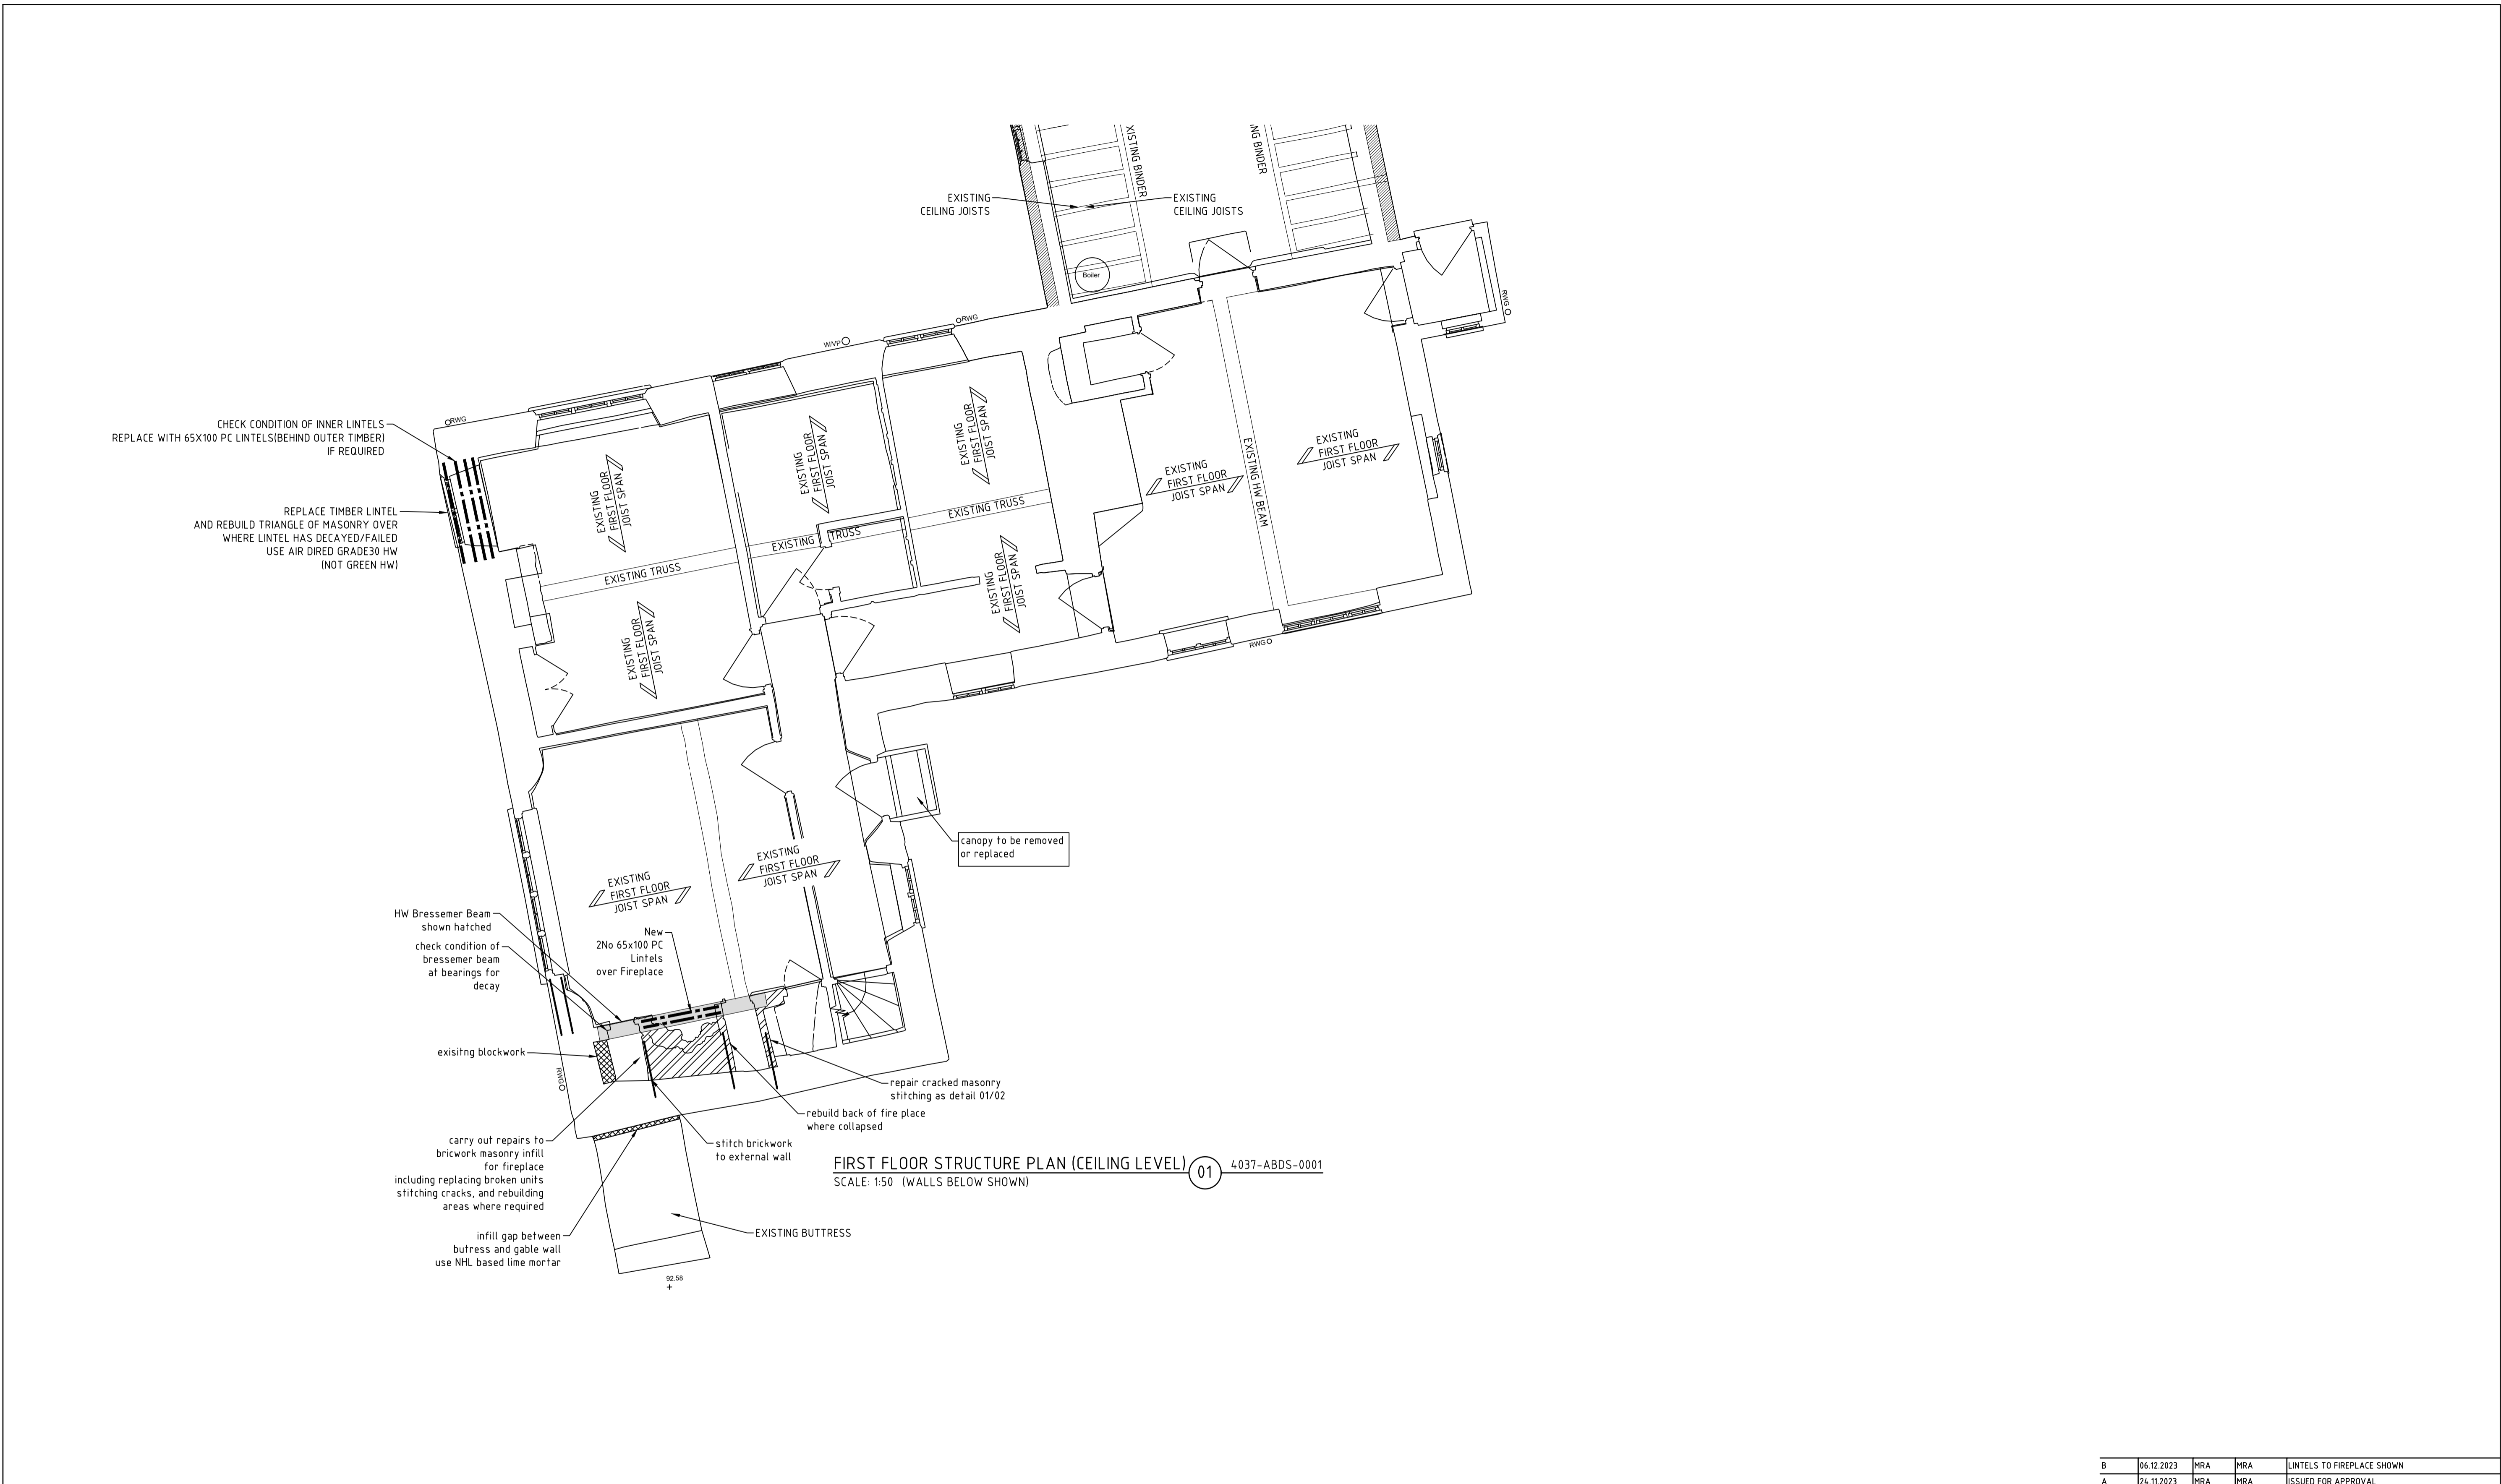 EXISTING
CEILING JOISTS
XISTING BINDER
EXISTING
CEILING JOISTS
NG BINDER
Boiler
RWG
RWG
W/VP
RWG
CHECK CONDITION OF INNER LINTELS
REPLACE WITH 65X100 PC LINTELS(BEHIND OUTER TIMBER)
IF REQUIRED
REPLACE TIMBER LINTEL
AND REBUILD TRIANGLE OF MASONRY OVER
WHERE LINTEL HAS DECAYED/FAILED
USE AIR DIRED GRADE30 HW
(NOT GREEN HW)
EXISTING
FIRST FLOOR
JOIST SPAN
EXISTING
FIRST FLOOR
JOIST SPAN
EXISTING
FIRST FLOOR
JOIST SPAN
EXISTING
FIRST FLOOR
JOIST SPAN
EXISTING HW BEAM
EXISTING
FIRST FLOOR
JOIST SPAN
EXISTING TRUSS
EXISTING TRUSS
EXISTING TRUSS
EXISTING
FIRST FLOOR
JOIST SPAN
EXISTING
FIRST FLOOR
JOIST SPAN
RWG
canopy to be removed
or replaced
EXISTING
FIRST FLOOR
JOIST SPAN
EXISTING
FIRST FLOOR
JOIST SPAN
HW Bressemer Beam
shown hatched
check condition of
bressemer beam
at bearings for
decay
New
2No 65x100 PC
Lintels
over Fireplace
exisitng blockwork
RWG
repair cracked masonry
stitching as detail 01/02
rebuild back of fire place
where collapsed
stitch brickwork
to external wall
carry out repairs to
bricwork masonry infill
for fireplace
including replacing broken units
stitching cracks, and rebuilding
areas where required
infill gap between
butress and gable wall
use NHL based lime mortar
FIRST FLOOR STRUCTURE PLAN (CEILING LEVEL) 01 4037-ABDS-0001
SCALE: 1:50 (WALLS BELOW SHOWN)
EXISTING BUTTRESS
92.58
B 06.12.2023 MRA MRA LINTELS TO FIREPLACE SHOWN
A 24.11.2023 MRA MRA ISSUED FOR APPROVAL